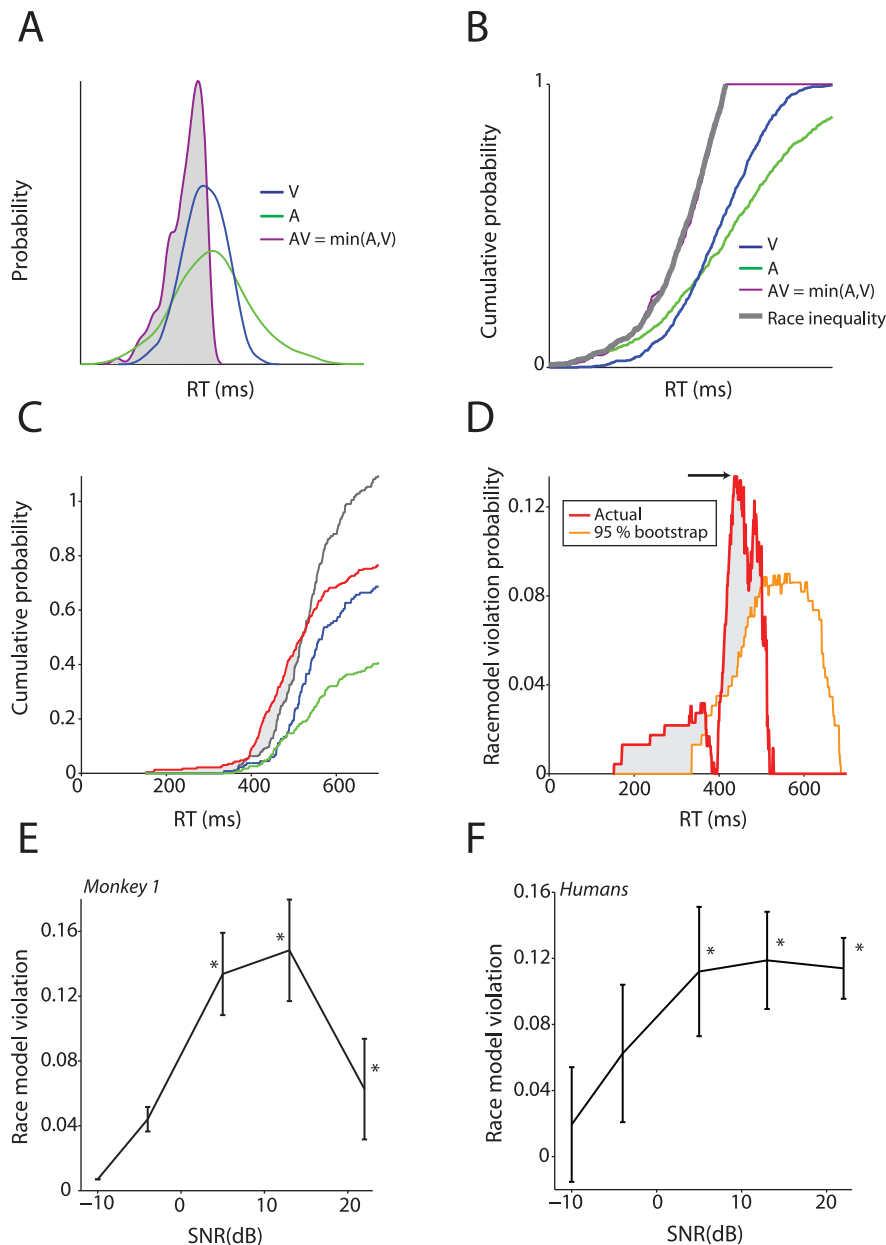 A
Probability
V
A
AV = min(A,V)
RT (ms)
B
1
Cumulative probability
0
V
A
AV = min(A,V)
Race inequality
RT (ms)
C
Cumulative probability
1
0.8
0.6
0.4
0.2
0
0
200
400
600
RT (ms)
D
Racemodel violation probability
0.12
0.08
0.04
0
Actual
95 % bootstrap
0
200
400
600
RT (ms)
E
Monkey 1
Race model violation
0.16
0.12
0.08
0.04
0
*
*
*
−10
0
10
20
SNR(dB)
F
Humans
Race model violation
0.16
0.12
0.08
0.04
0
*
*
*
−10
0
10
20
SNR(dB)